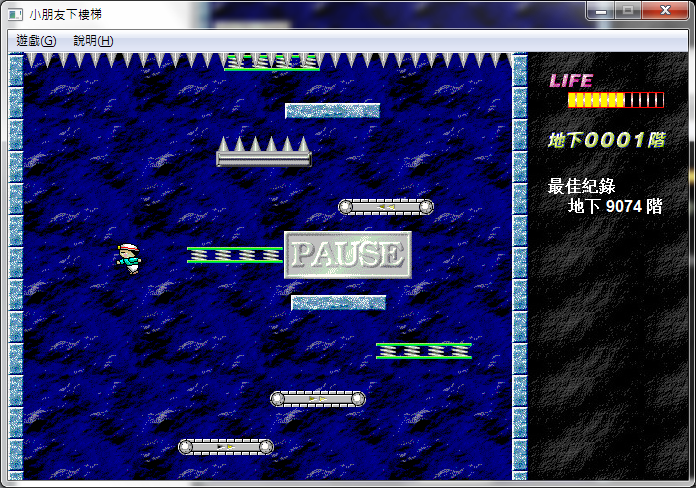 小朋友下樓梯
遊戲(G) 說明(H)
LIFE
地下0001階
最佳紀錄
地下 9074 階
PAUSE